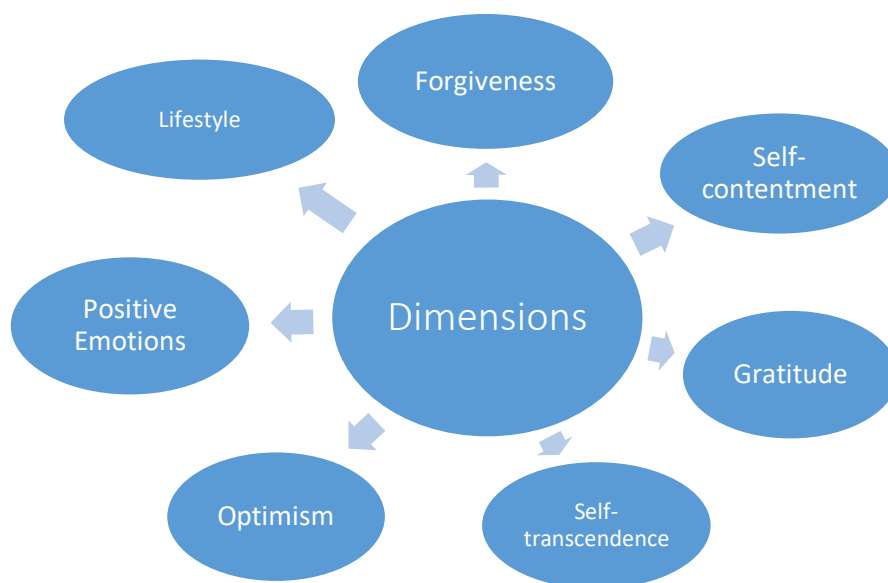 Forgiveness
Lifestyle
Self-
contentment
Positive
Emotions
Dimensions
Gratitude
Optimism
Self-
transcendence